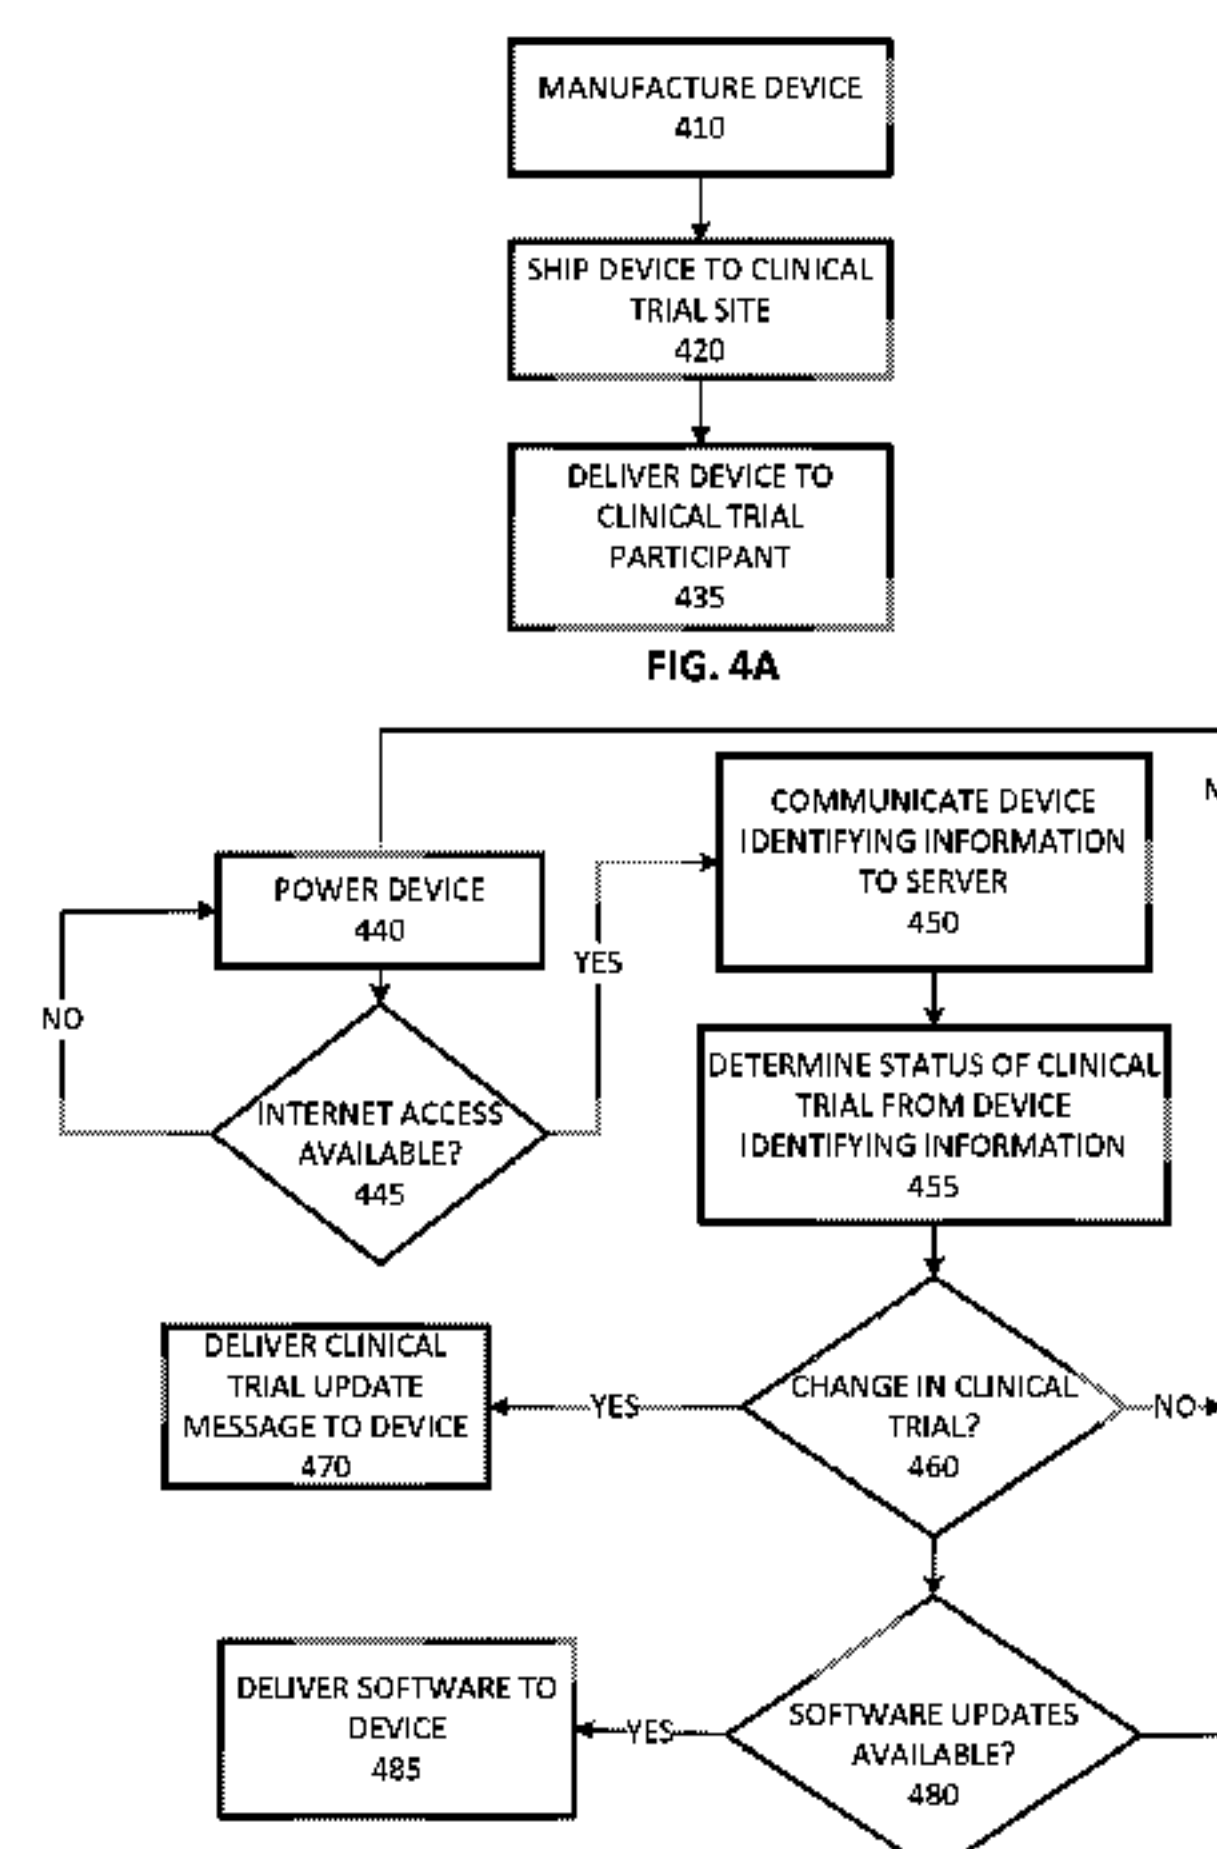 MANUFACTURE DEVICE
410
SHIP DEVICE TO CLINICAL
TRIAL SITE
420
DELIVER DEVICE TO
CLINICAL TRIAL
PARTICIPANT
435
FIG. 4A
POWER DEVICE
440
NO
INTERNET ACCESS
AVAILABLE?
445
YES
COMMUNICATE DEVICE
IDENTIFYING INFORMATION
TO SERVER
450
DETERMINE STATUS OF CLINICAL
TRIAL FROM DEVICE
IDENTIFYING INFORMATION
455
CHANGE IN CLINICAL
TRIAL?
460
YES
NO
DELIVER CLINICAL
TRIAL UPDATE
MESSAGE TO DEVICE
470
SOFTWARE UPDATES
AVAILABLE?
480
YES
DELIVER SOFTWARE TO
DEVICE
485